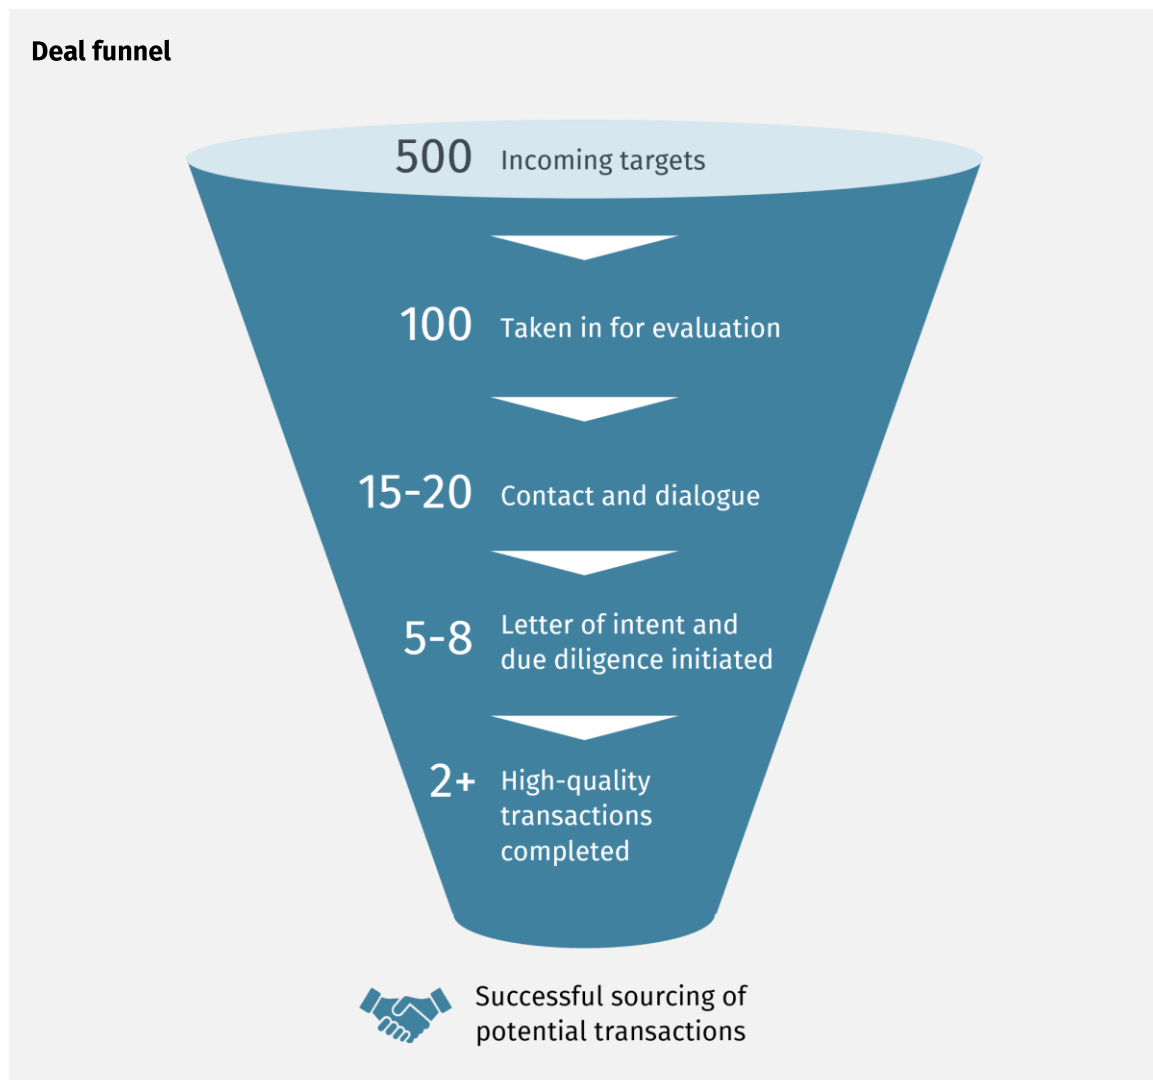 Deal funnel
500 Incoming targets
100 Taken in for evaluation
15-20 Contact and dialogue
5-8 Letter of intent and
due diligence initiated
2+ High-quality
transactions
completed
Successful sourcing of
potential transactions